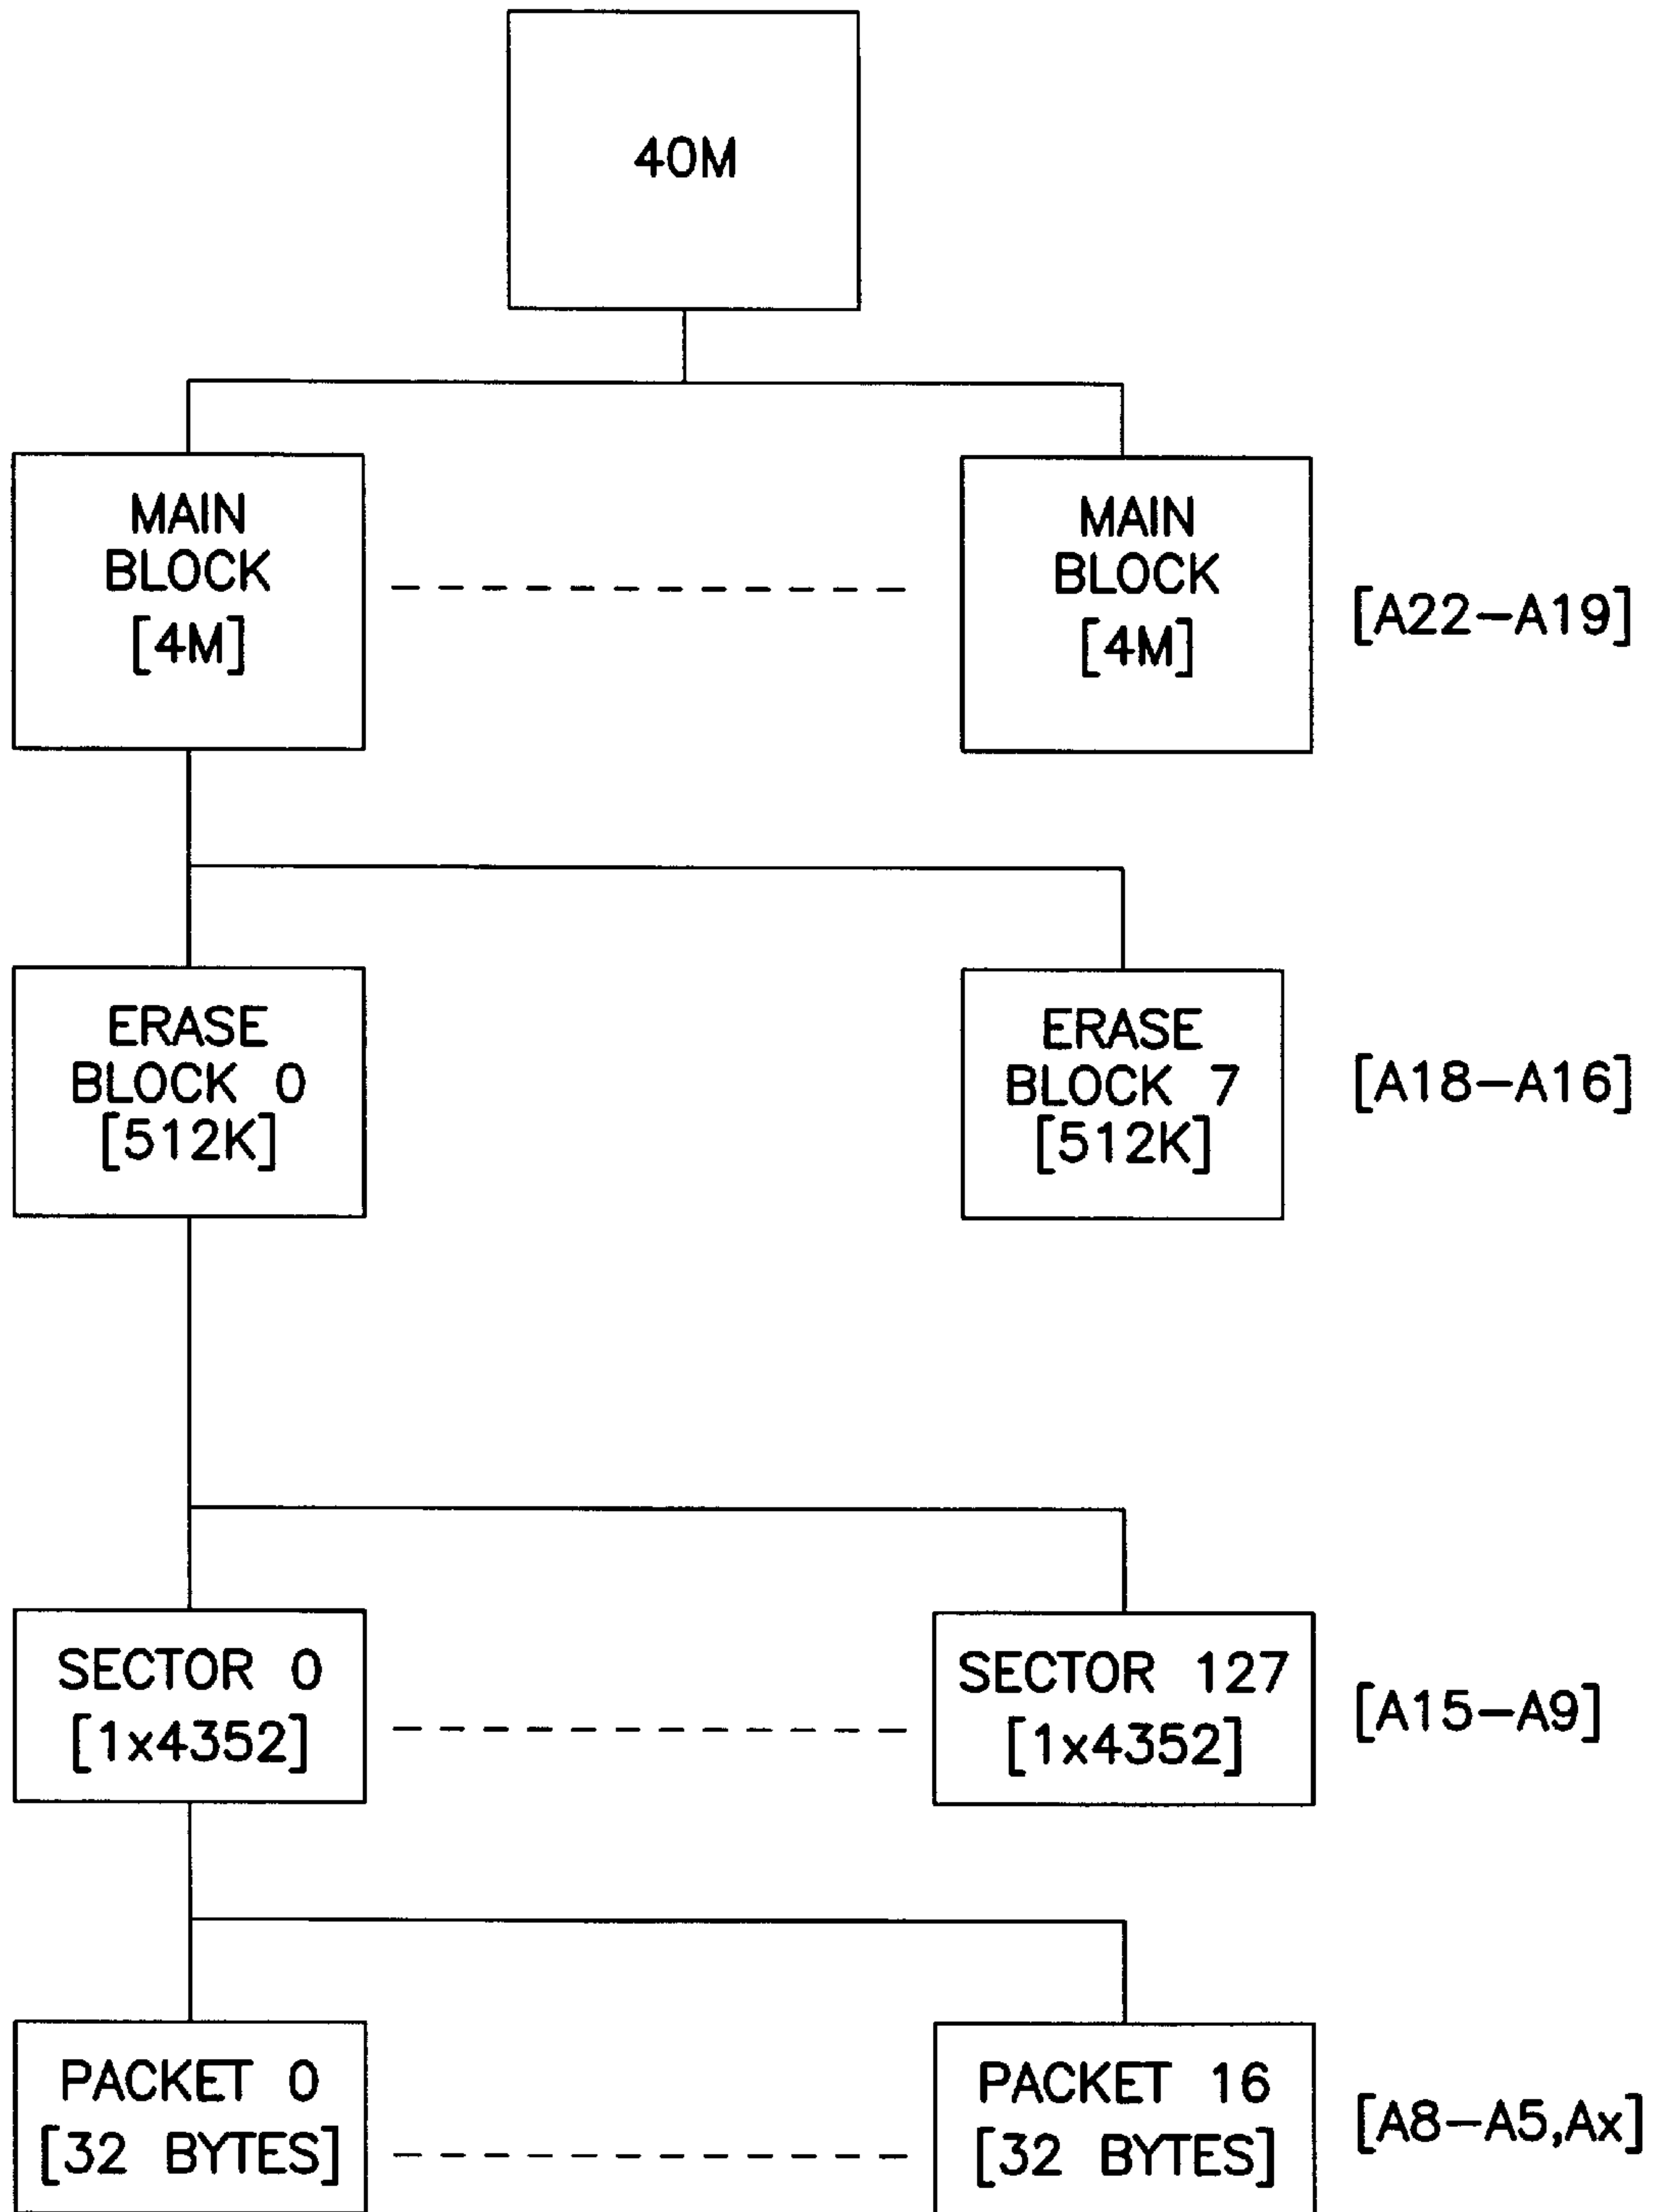 40M
MAIN
BLOCK
[4M]
MAIN
BLOCK
[4M]
[A22-A19]
ERASE
BLOCK 0
[512K]
ERASE
BLOCK 7
[512K]
[A18-A16]
SECTOR 0
[1x4352]
SECTOR 127
[1x4352]
[A15-A9]
PACKET 0
[32 BYTES]
PACKET 16
[32 BYTES]
[A8-A5,Ax]